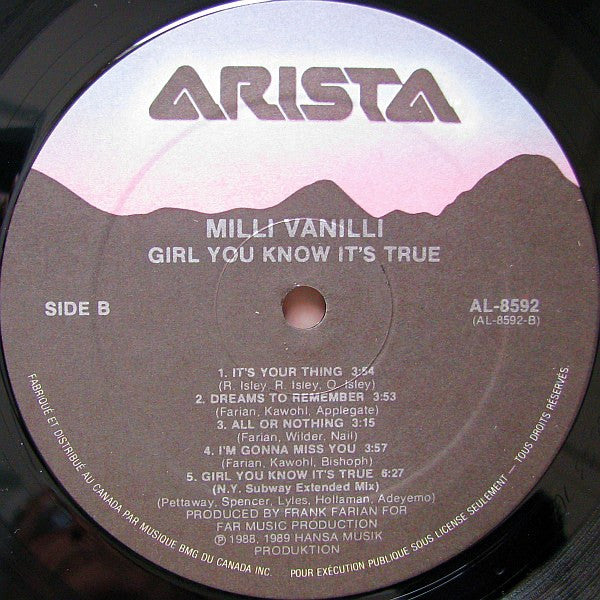 ARISTA
MILLI VANILLI
GIRL YOU KNOW IT'S TRUE
SIDE B
AL-8592
(AL-8592-B)
1. IT'S YOUR THING 3:54
(R. Isley, R. Isley, O. Isley)
2. DREAMS TO REMEMBER 3:53
(Farian, Kawohl, Applegate)
3. ALL OR NOTHING 3:15
(Farian, Wilder, Nail)
4. I'M GONNA MISS YOU 3:57
(Farian, Kawohl, Bishoph)
5. GIRL YOU KNOW IT'S TRUE 6:27
(N.Y. Subway Extended Mix)
(Pettaway, Spencer, Lyles, Hollaman, Adeyemo)
PRODUCED BY FRANK FARIAN FOR
FAR MUSIC PRODUCTION
℗ 1988, 1989 HANSA MUSIK
PRODUKTION
FABRIQUÉ ET DISTRIBUÉ AU CANADA PAR MUSIQUE BMG DU CANADA INC. POUR EXÉCUTION PUBLIQUE SOUS LICENSE SEULEMENT — TOUS DROITS RÉSERVÉS.